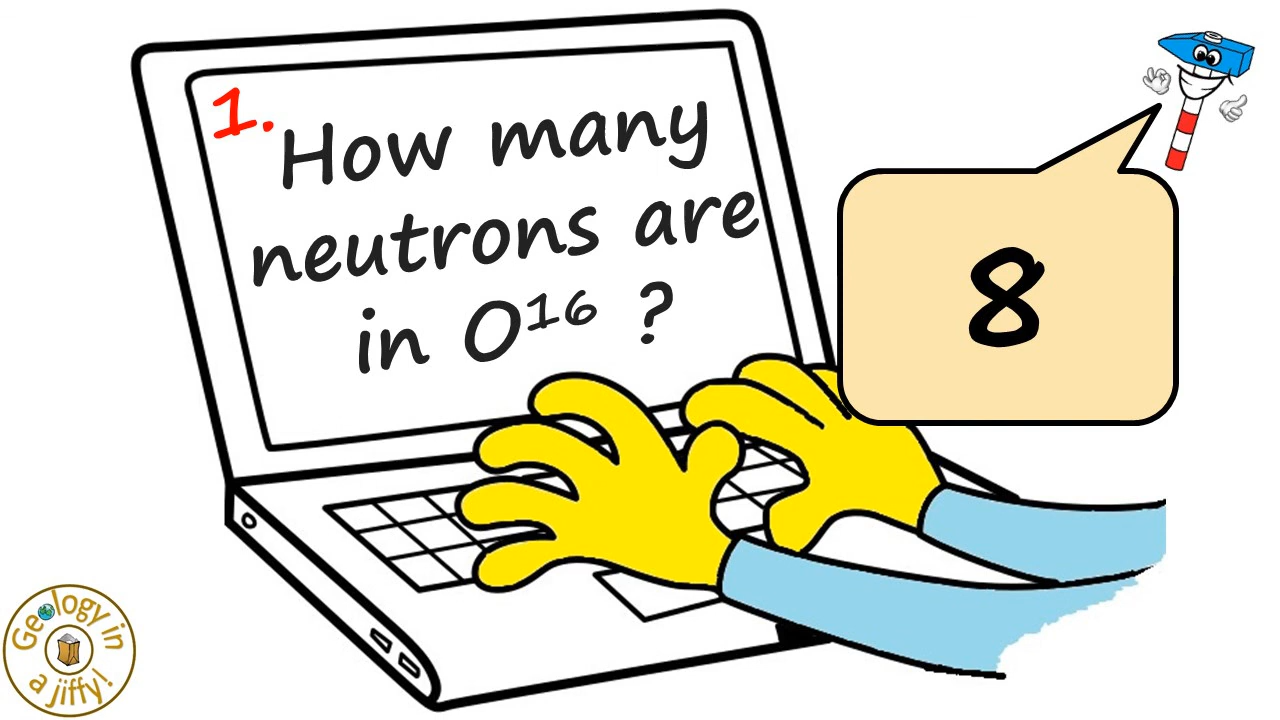 1. How many
neutrons are
in O¹⁶ ?
8
Geology in
a jiffy!